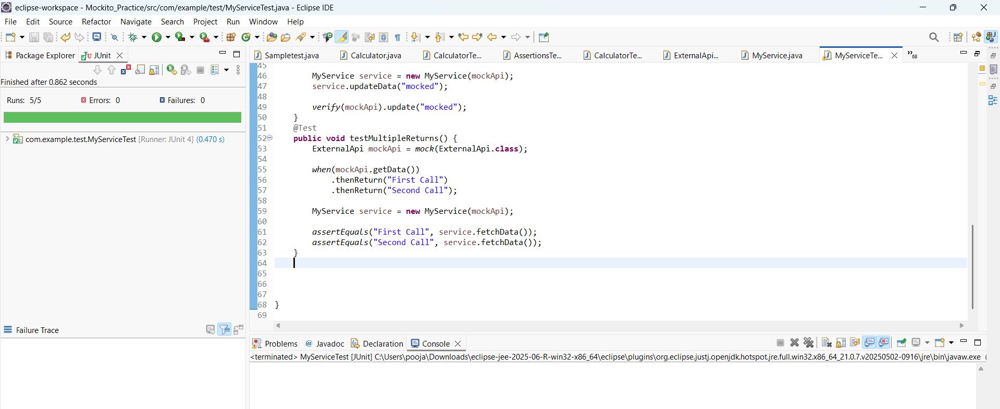 eclipse-workspace - Mockito_Practice/src/com/example/test/MyServiceTest.java - Eclipse IDE
File Edit Source Refactor Navigate Search Project Run Window Help
Package Explorer JUnit
Finished after 0.862 seconds
Runs: 5/5 Errors: 0 Failures: 0
com.example.test.MyServiceTest [Runner: JUnit 4] (0.470 s)
Failure Trace
Sampletest.java Calculator.java CalculatorTe... AssertionsTe... CalculatorTe... ExternalApi... MyService.java MyServiceTe... »68
45
46 MyService service = new MyService(mockApi);
47 service.updateData("mocked");
48
49 verify(mockApi).update("mocked");
50 }
51 @Test
52 public void testMultipleReturns() {
53 ExternalApi mockApi = mock(ExternalApi.class);
54
55 when(mockApi.getData())
56 .thenReturn("First Call")
57 .thenReturn("Second Call");
58
59 MyService service = new MyService(mockApi);
60
61 assertEquals("First Call", service.fetchData());
62 assertEquals("Second Call", service.fetchData());
63 }
64
65
66
67
68 }
69
Problems @ Javadoc Declaration Console
<terminated> MyServiceTest [JUnit] C:\Users\pooja\Downloads\eclipse-jee-2025-06-R-win32-x86_64\eclipse\plugins\org.eclipse.justj.openjdk.hotspot.jre.full.win32.x86_64_21.0.7.v20250502-0916\jre\bin\javaw.exe (